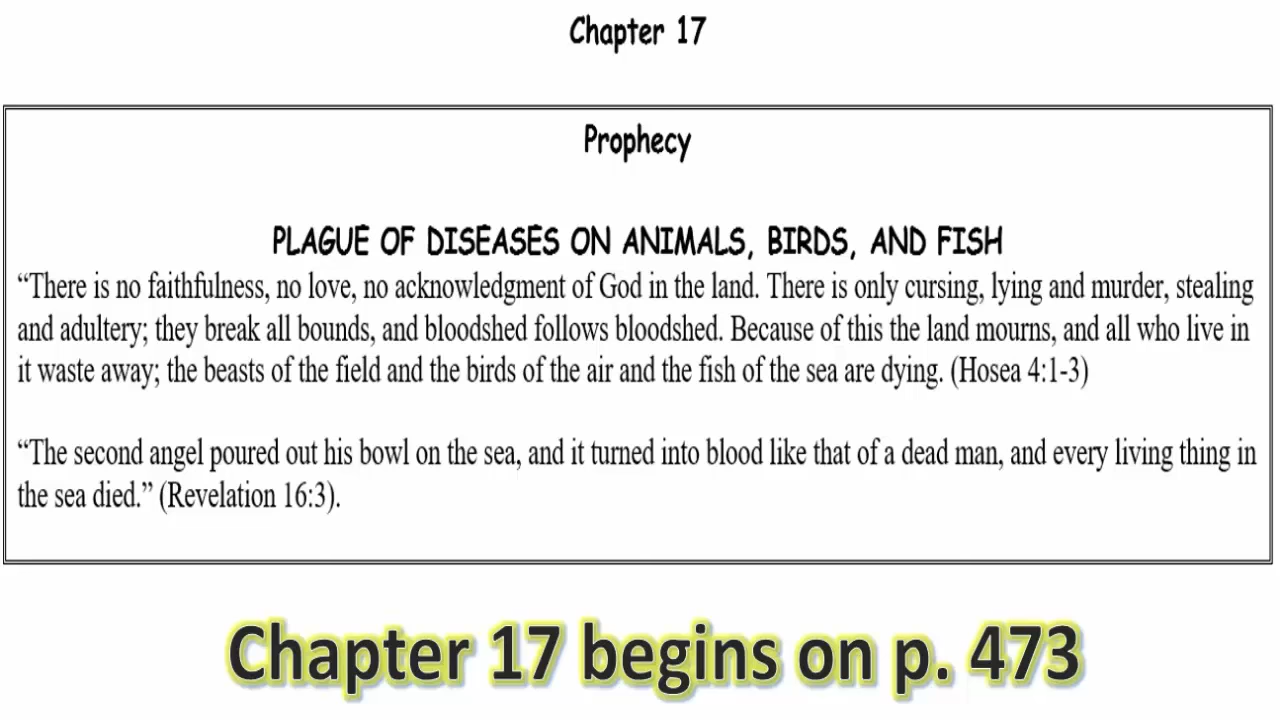 Chapter 17
Prophecy
PLAGUE OF DISEASES ON ANIMALS, BIRDS, AND FISH
“There is no faithfulness, no love, no acknowledgment of God in the land. There is only cursing, lying and murder, stealing
and adultery; they break all bounds, and bloodshed follows bloodshed. Because of this the land mourns, and all who live in
it waste away; the beasts of the field and the birds of the air and the fish of the sea are dying. (Hosea 4:1-3)
“The second angel poured out his bowl on the sea, and it turned into blood like that of a dead man, and every living thing in
the sea died.” (Revelation 16:3).
Chapter 17 begins on p. 473